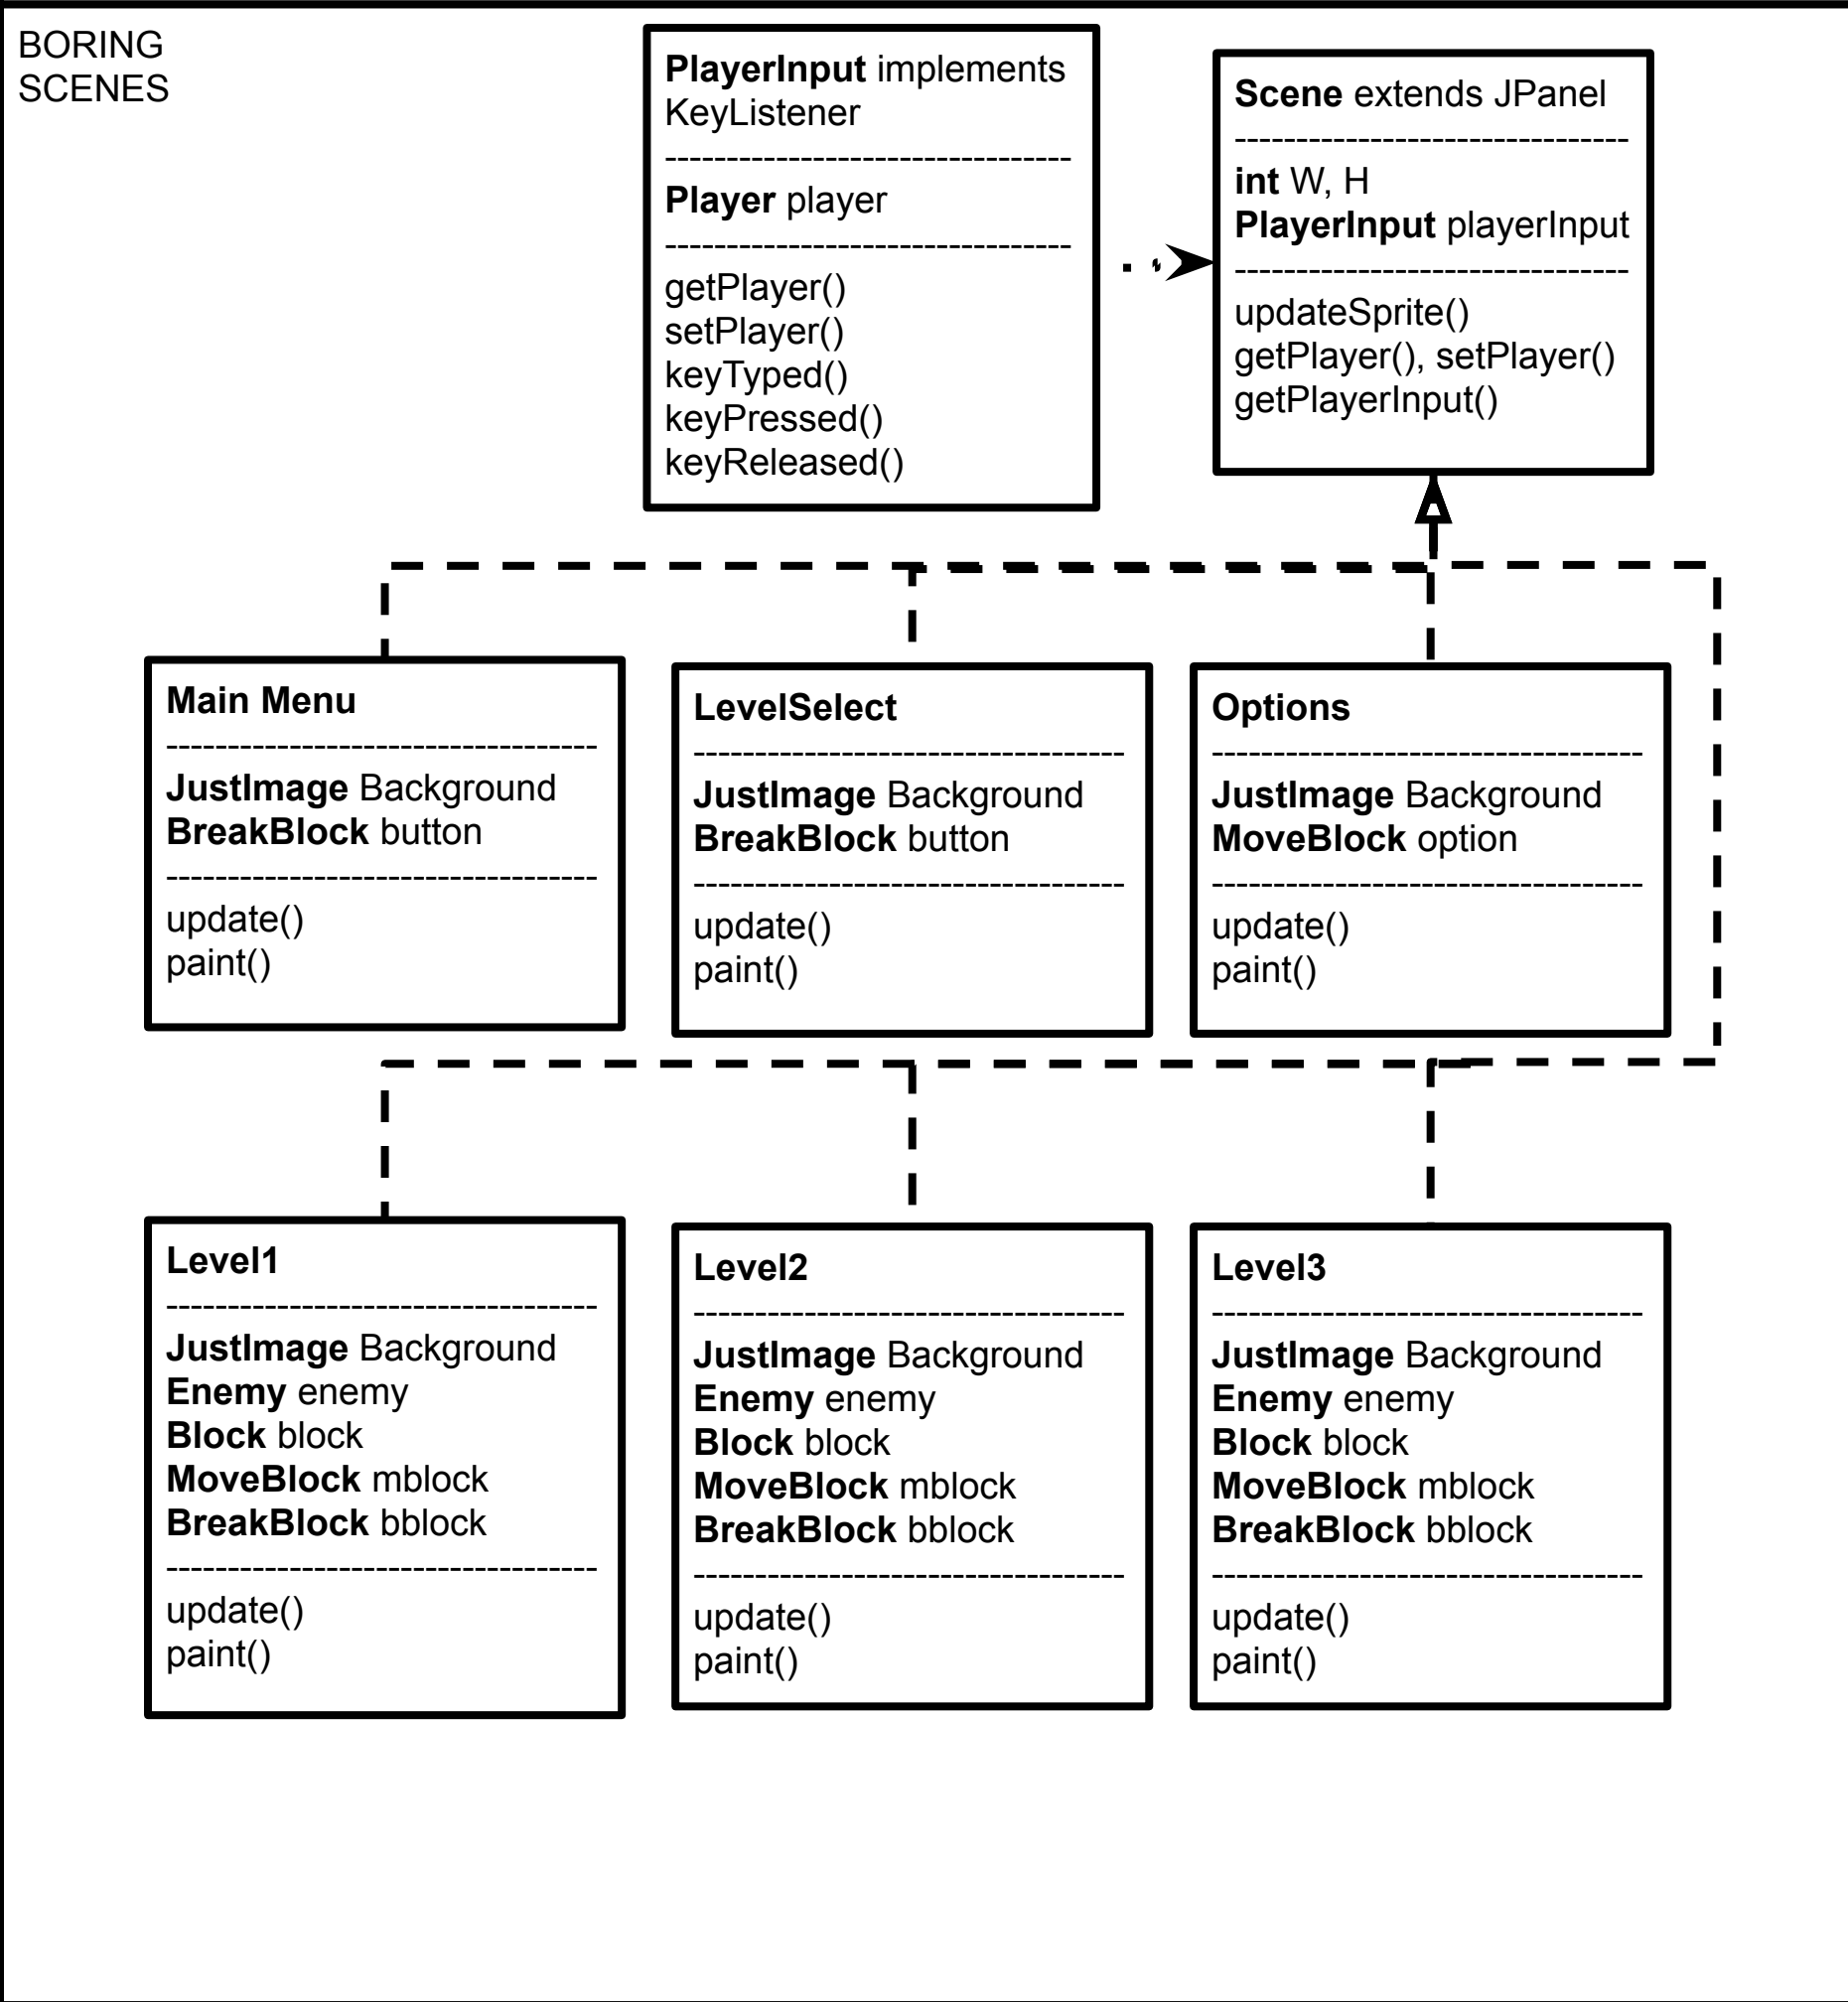 BORING
SCENES
PlayerInput implements
KeyListener
---------------------------------
Player player
---------------------------------
getPlayer()
setPlayer()
keyTyped()
keyPressed()
keyReleased()
Scene extends JPanel
--------------------------------
int W, H
PlayerInput playerInput
--------------------------------
updateSprite()
getPlayer(), setPlayer()
getPlayerInput()
Main Menu
-----------------------------------
JustImage Background
BreakBlock button
-----------------------------------
update()
paint()
LevelSelect
-----------------------------------
JustImage Background
BreakBlock button
-----------------------------------
update()
paint()
Options
-----------------------------------
JustImage Background
MoveBlock option
-----------------------------------
update()
paint()
Level1
-----------------------------------
JustImage Background
Enemy enemy
Block block
MoveBlock mblock
BreakBlock bblock
-----------------------------------
update()
paint()
Level2
-----------------------------------
JustImage Background
Enemy enemy
Block block
MoveBlock mblock
BreakBlock bblock
-----------------------------------
update()
paint()
Level3
-----------------------------------
JustImage Background
Enemy enemy
Block block
MoveBlock mblock
BreakBlock bblock
-----------------------------------
update()
paint()